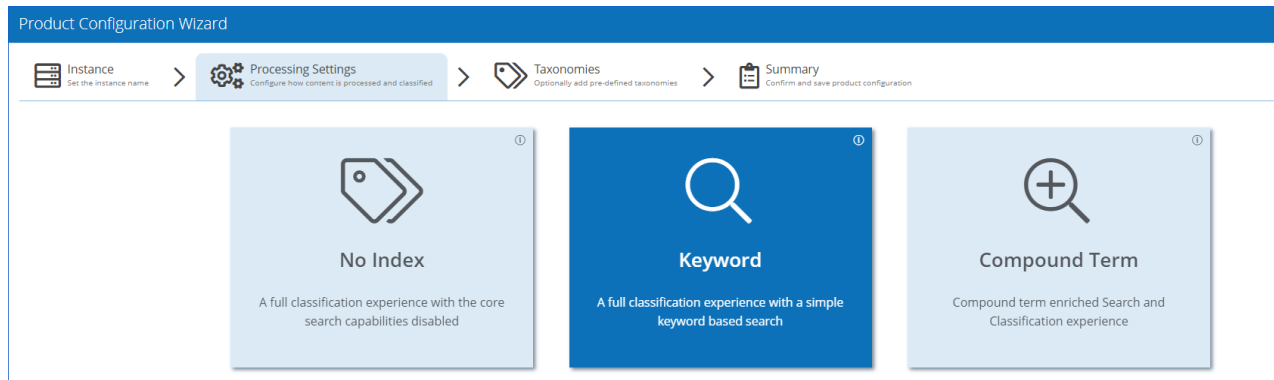 Product Configuration Wizard
Instance
Set the instance name
Processing Settings
Configure how content is processed and classified
Taxonomies
Optionally add pre-defined taxonomies
Summary
Confirm and save product configuration
No Index
A full classification experience with the core
search capabilities disabled
Keyword
A full classification experience with a simple
keyword based search
Compound Term
Compound term enriched Search and
Classification experience